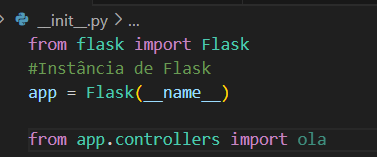 > __init__.py > ...
from flask import Flask
#Instância de Flask
app = Flask(__name__)
from app.controllers import ola